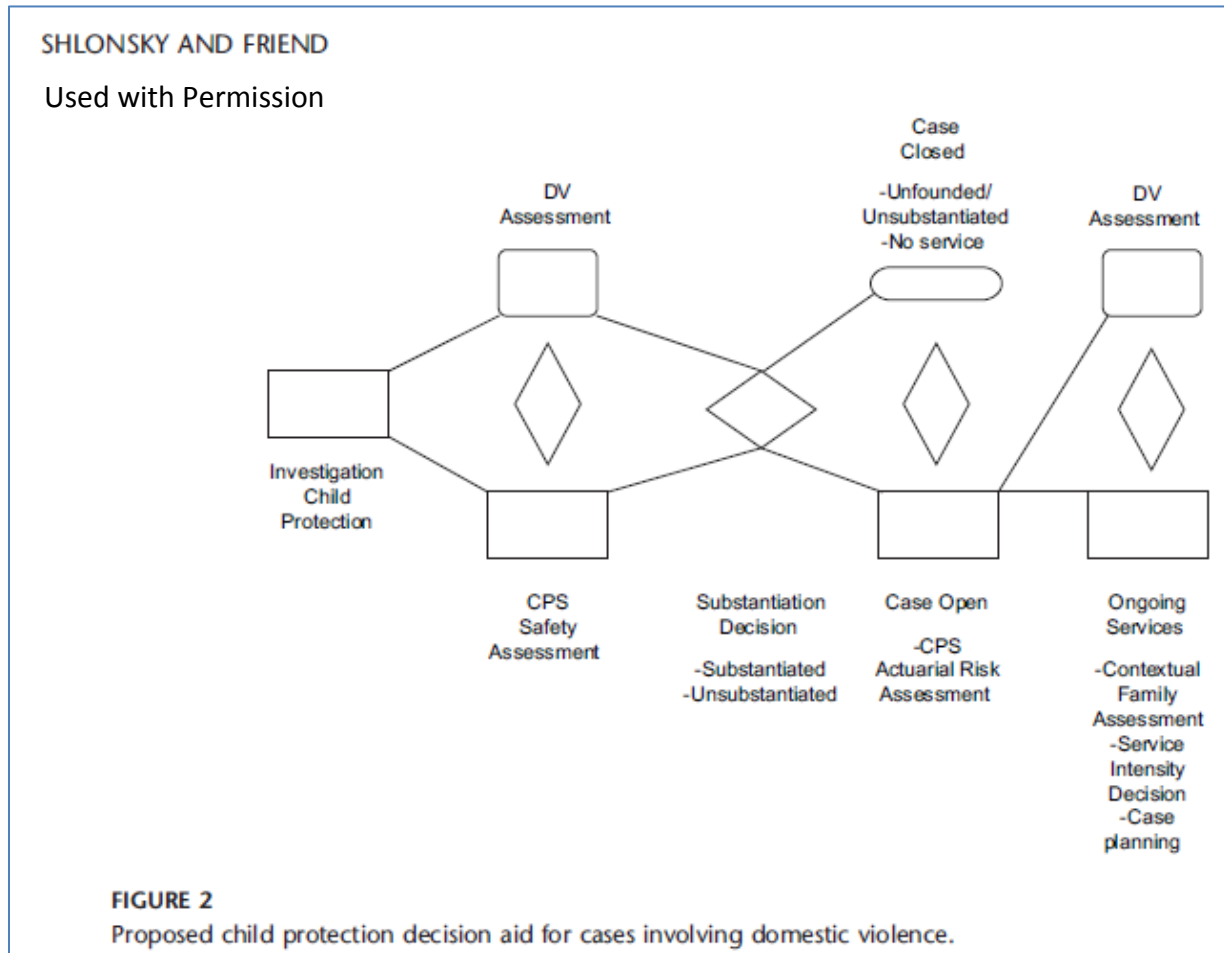 SHLONSKY AND FRIEND
Used with Permission
DV
Assessment
Case
Closed
-Unfounded/
Unsubstantiated
-No service
DV
Assessment
Investigation
Child
Protection
CPS
Safety
Assessment
Substantiation
Decision
-Substantiated
-Unsubstantiated
Case Open
-CPS
Actuarial Risk
Assessment
Ongoing
Services
-Contextual
Family
Assessment
-Service
Intensity
Decision
-Case
planning
FIGURE 2
Proposed child protection decision aid for cases involving domestic violence.